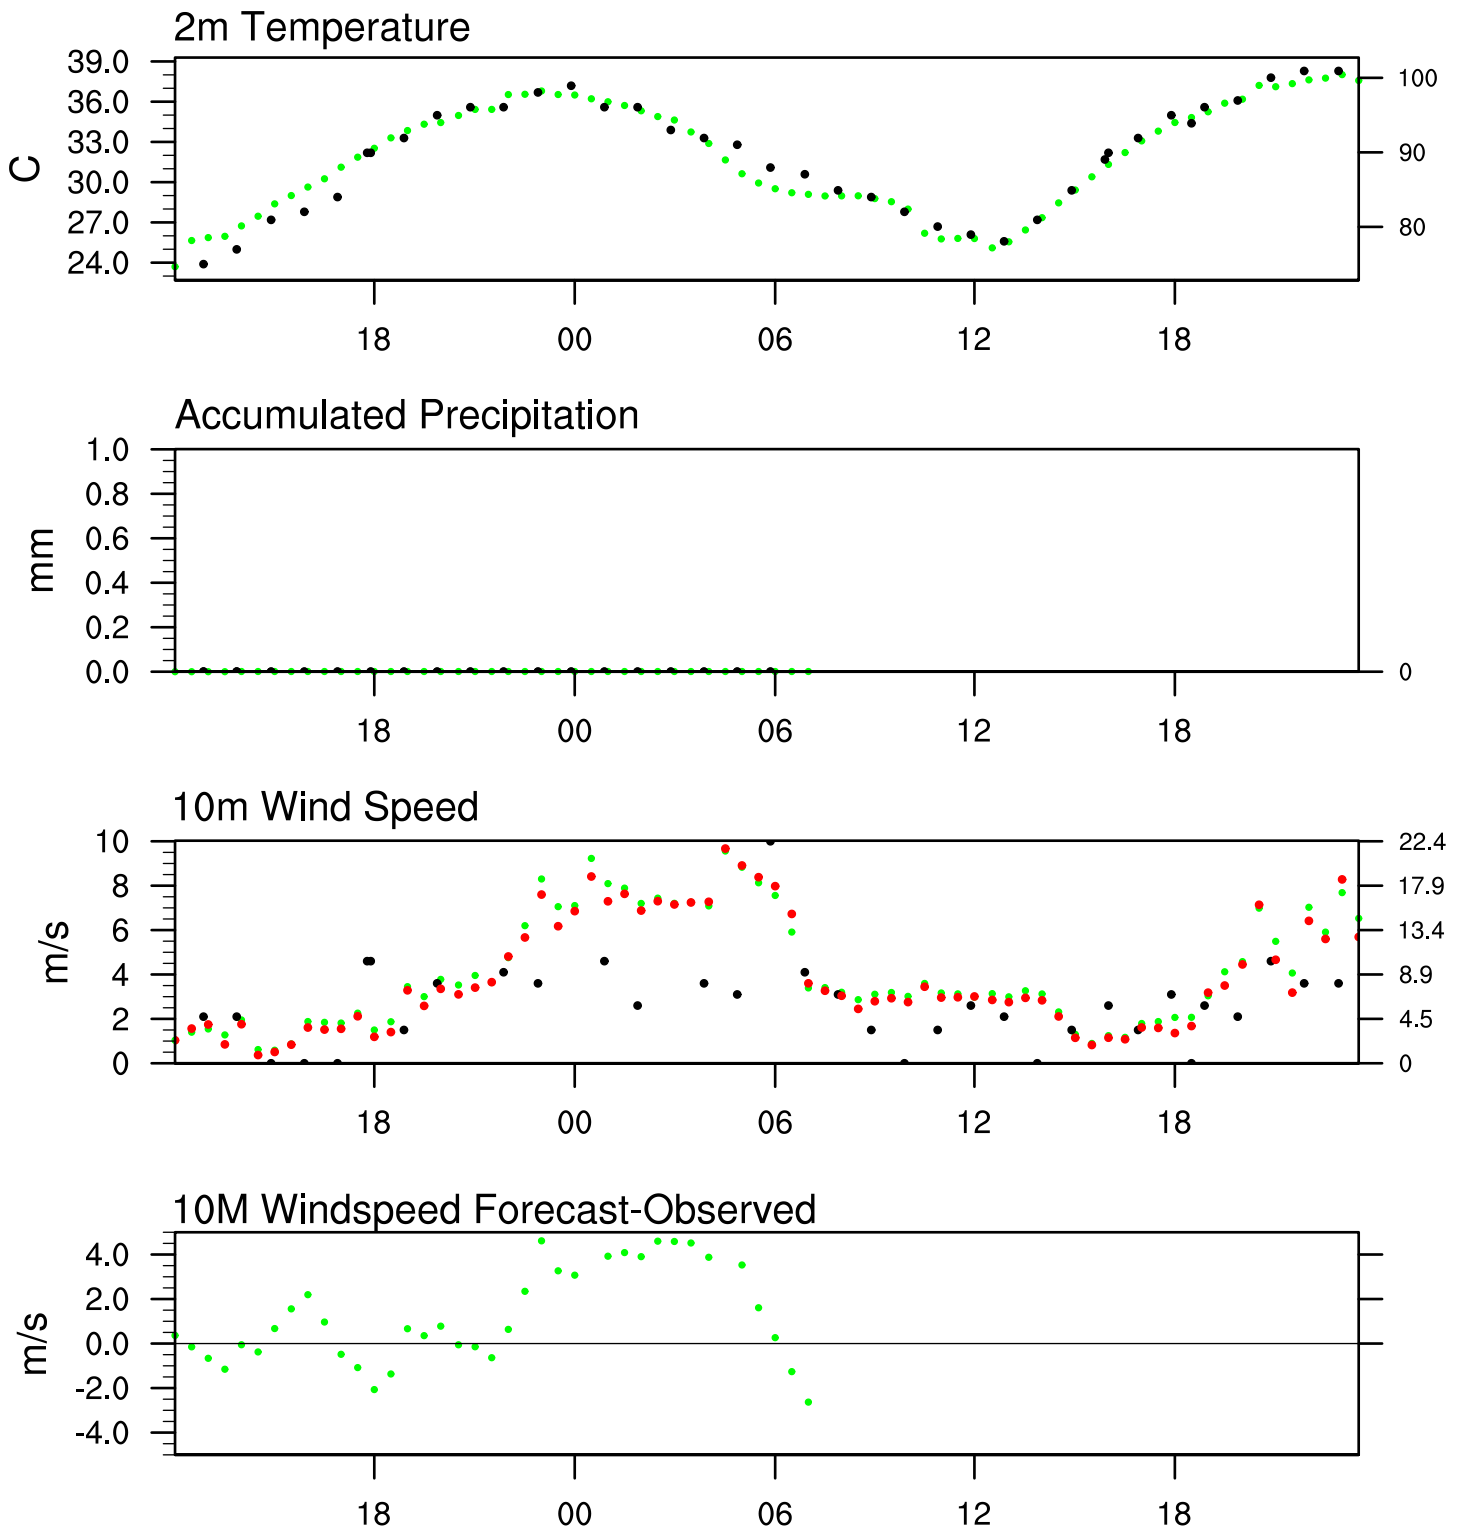 2m Temperature
39.0
36.0
33.0
30.0
27.0
24.0
C
100
90
80
18 00 06 12 18
Accumulated Precipitation
1.0
0.8
0.6
0.4
0.2
0.0
mm
0
18 00 06 12 18
10m Wind Speed
10
8
6
4
2
0
m/s
22.4
17.9
13.4
8.9
4.5
0
18 00 06 12 18
10M Windspeed Forecast-Observed
4.0
2.0
0.0
-2.0
-4.0
m/s
18 00 06 12 18